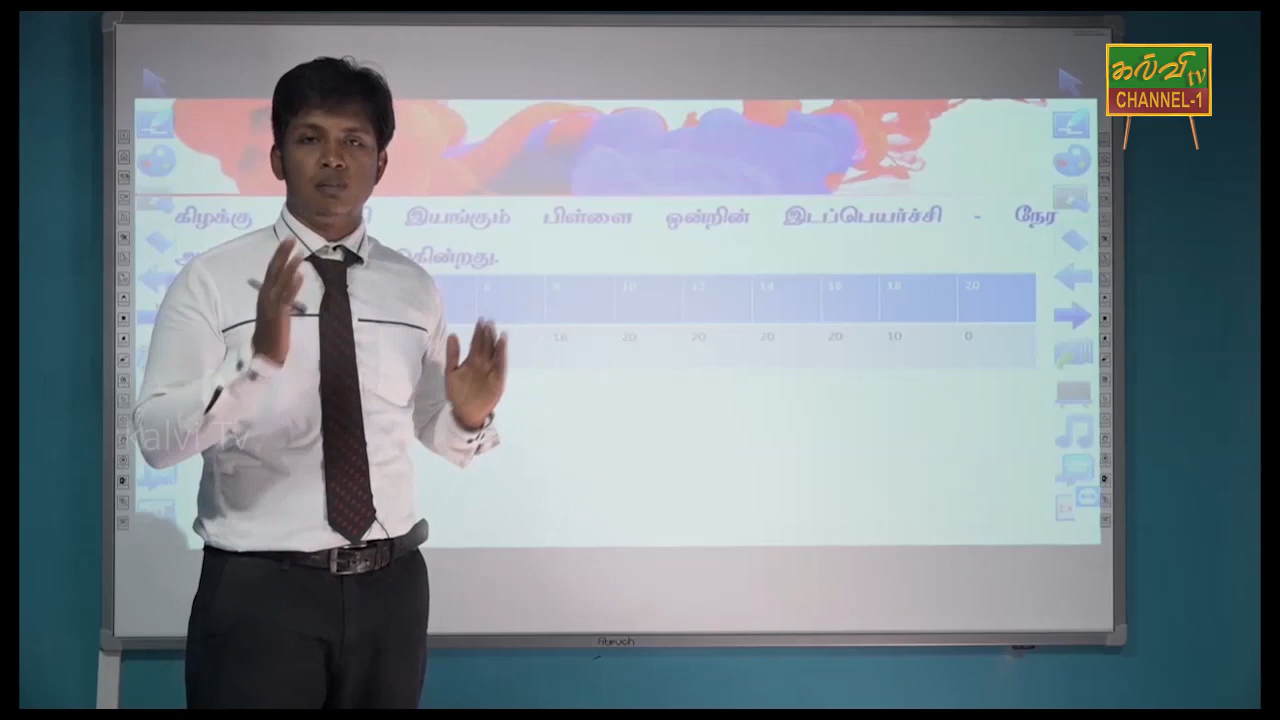 கல்வி tv
CHANNEL-1
கிழக்கு இயங்கும் பிள்ளை ஒன்றின் இடப்பெயர்ச்சி - நேர
6 8 10 12 14 16 18 20
16 20 20 20 20 10 0
kalvi Tv